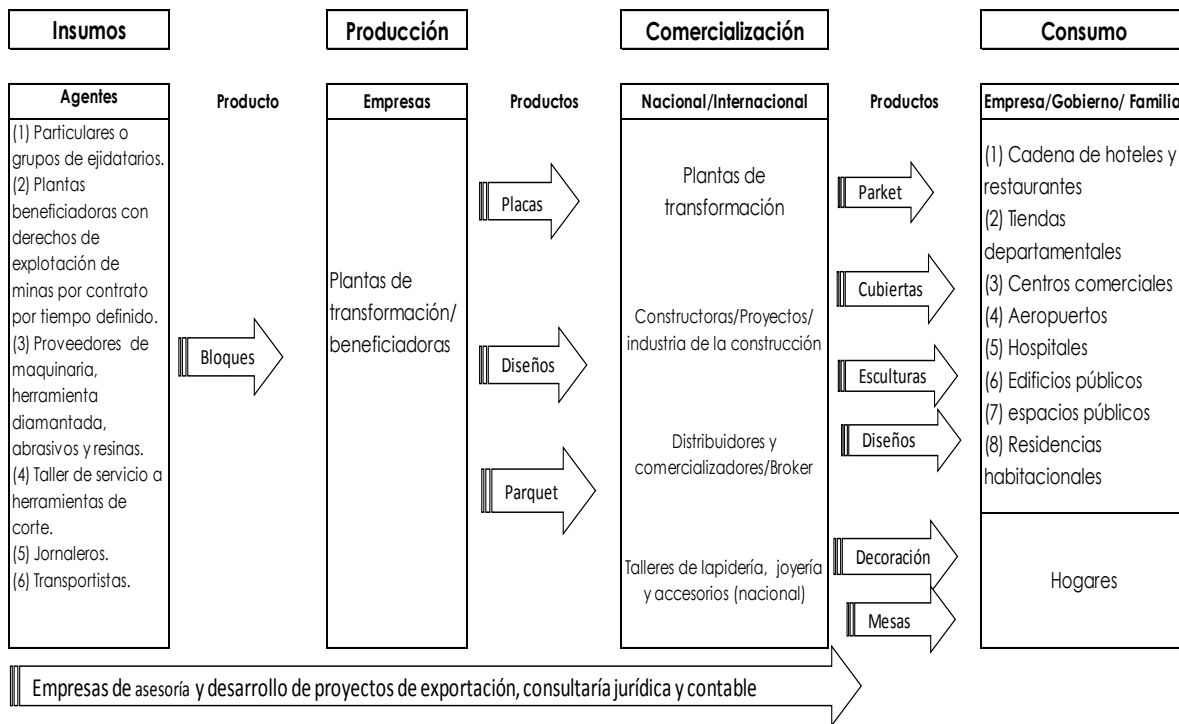 Insumos
Producción
Comercialización
Consumo
Agentes
(1) Particulares o
grupos de ejidatarios.
(2) Plantas
beneficiadoras con
derechos de
explotación de
minas por contrato
por tiempo definido.
(3) Proveedores de
maquinaria,
herramienta
diamantada,
abrasivos y resinas.
(4) Taller de servicio a
herramientas de
corte.
(5) Jornaleros.
(6) Transportistas.
Producto
Bloques
Empresas
Plantas de
transformación/
beneficiadoras
Productos
Placas
Diseños
Parquet
Nacional/Internacional
Plantas de
transformación
Constructoras/Proyectos/
industria de la construcción
Distribuidores y
comercializadores/Broker
Talleres de lapidería, joyería
y accesorios (nacional)
Productos
Parket
Cubiertas
Esculturas
Diseños
Decoración
Mesas
Empresa/Gobierno/ Familia
(1) Cadena de hoteles y
restaurantes
(2) Tiendas
departamentales
(3) Centros comerciales
(4) Aeropuertos
(5) Hospitales
(6) Edificios públicos
(7) espacios públicos
(8) Residencias
habitacionales
Hogares
Empresas de asesoría y desarrollo de proyectos de exportación, consultaría jurídica y contable